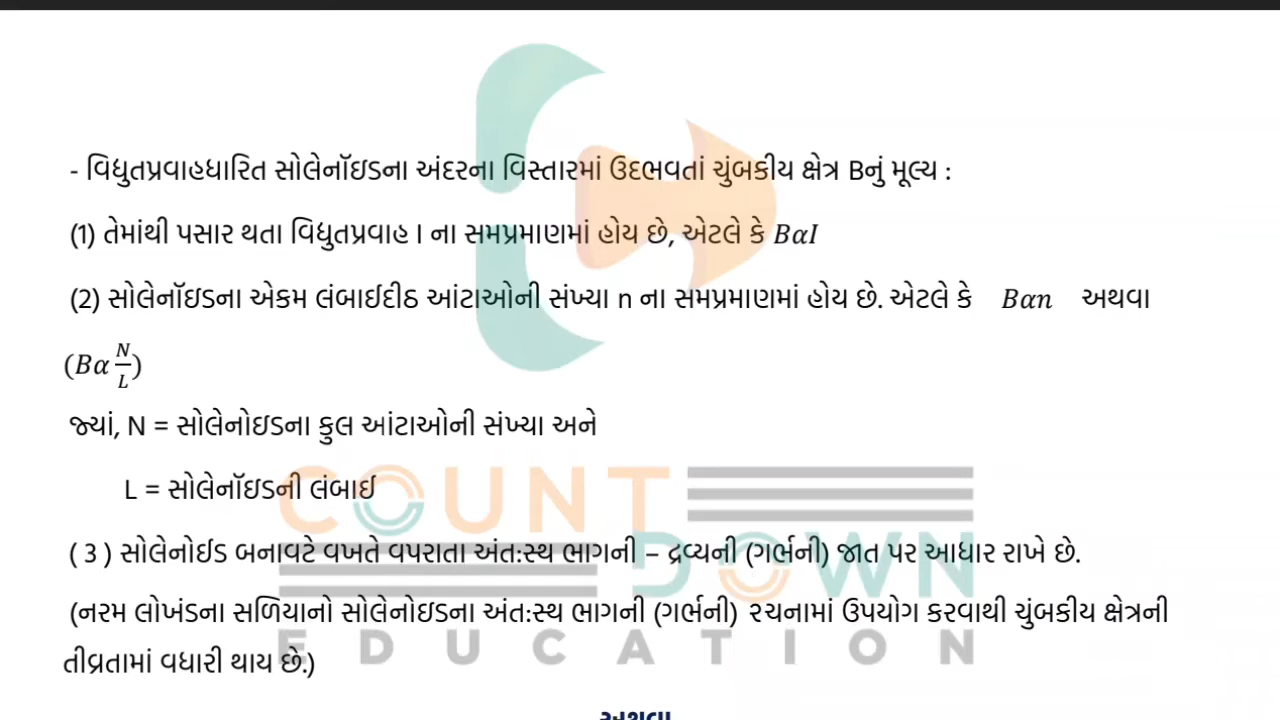 - વિદ્યુતપ્રવાહધારિત સોલેનૉઇડના અંદરના વિસ્તારમાં ઉદભવતાં ચુંબકીય ક્ષેત્ર Bનું મૂલ્ય :
(1) તેમાંથી પસાર થતા વિદ્યુતપ્રવાહ I ના સમપ્રમાણમાં હોય છે, એટલે કે BαI
(2) સોલેનૉઇડના એકમ લંબાઈદીઠ આંટાઓની સંખ્યા n ના સમપ્રમાણમાં હોય છે. એટલે કે Bαn અથવા
(Bα N/L)
જ્યાં, N = સોલેનોઇડના કુલ આંટાઓની સંખ્યા અને
L = સોલેનૉઇડની લંબાઈ
( 3 ) સોલેનોઈડ બનાવટે વખતે વપરાતા અંત:સ્થ ભાગની – દ્રવ્યની (ગર્ભની) જાત પર આધાર રાખે છે.
(નરમ લોખંડના સળિયાનો સોલેનોઇડના અંત:સ્થ ભાગની (ગર્ભની) રચનામાં ઉપયોગ કરવાથી ચુંબકીય ક્ષેત્રની
તીવ્રતામાં વધારી થાય છે.)
COUNT
DOWN
EDUCATION